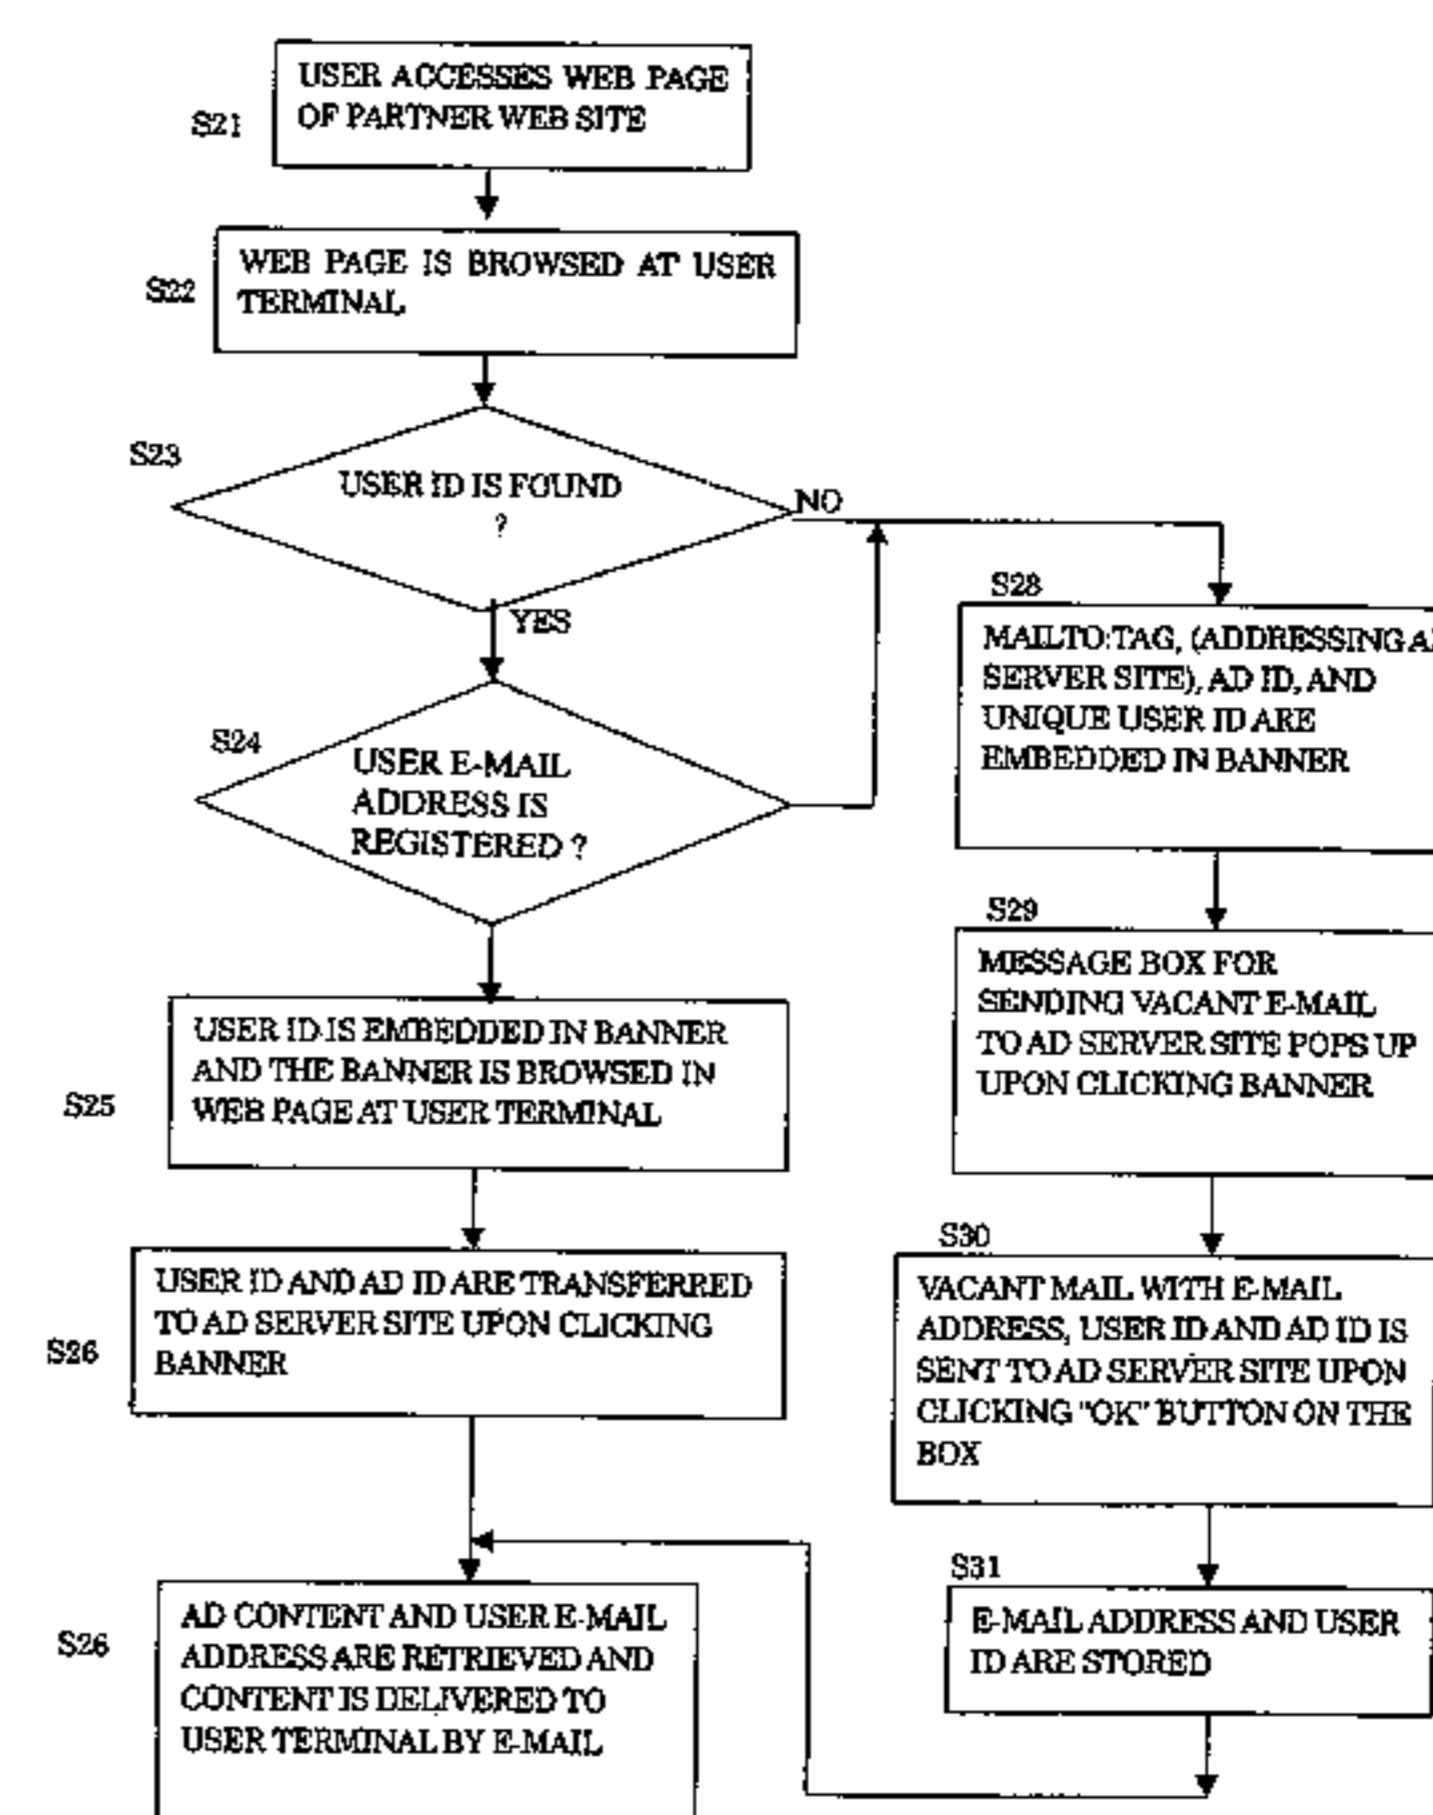 S21
USER ACCESSES WEB PAGE
OF PARTNER WEB SITE
S22
WEB PAGE IS BROWSED AT USER
TERMINAL
S23
USER ID IS FOUND
?
NO
YES
S24
USER E-MAIL
ADDRESS IS
REGISTERED ?
S25
USER ID IS EMBEDDED IN BANNER
AND THE BANNER IS BROWSED IN
WEB PAGE AT USER TERMINAL
S26
USER ID AND AD ID ARE TRANSFERRED
TO AD SERVER SITE UPON CLICKING
BANNER
S26
AD CONTENT AND USER E-MAIL
ADDRESS ARE RETRIEVED AND
CONTENT IS DELIVERED TO
USER TERMINAL BY E-MAIL
S28
MAILTO:TAG, (ADDRESSING
SERVER SITE), AD ID, AND
UNIQUE USER ID ARE
EMBEDDED IN BANNER
S29
MESSAGE BOX FOR
SENDING VACANT E-MAIL
TO AD SERVER SITE POPS UP
UPON CLICKING BANNER
S30
VACANT MAIL WITH E-MAIL
ADDRESS, USER ID AND AD ID IS
SENT TO AD SERVER SITE UPON
CLICKING "OK" BUTTON ON THE
BOX
S31
E-MAIL ADDRESS AND USER
ID ARE STORED